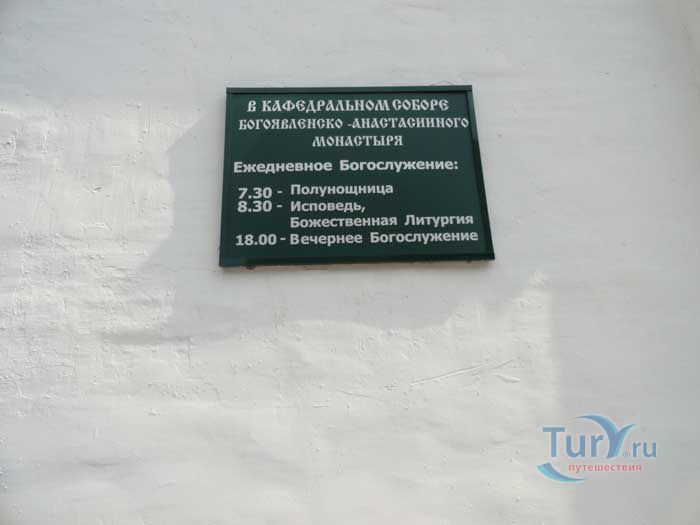 В КАФЕДРАЛЬНОМ СОБОРЕ
БОГОЯВЛЕНСКО-АНАСТАСИИНОГО
МОНАСТЫРЯ
Ежедневное Богослужение:
7.30 - Полунощница
8.30 - Исповедь,
Божественная Литургия
18.00 - Вечернее Богослужение
Turу.ru
путешествия